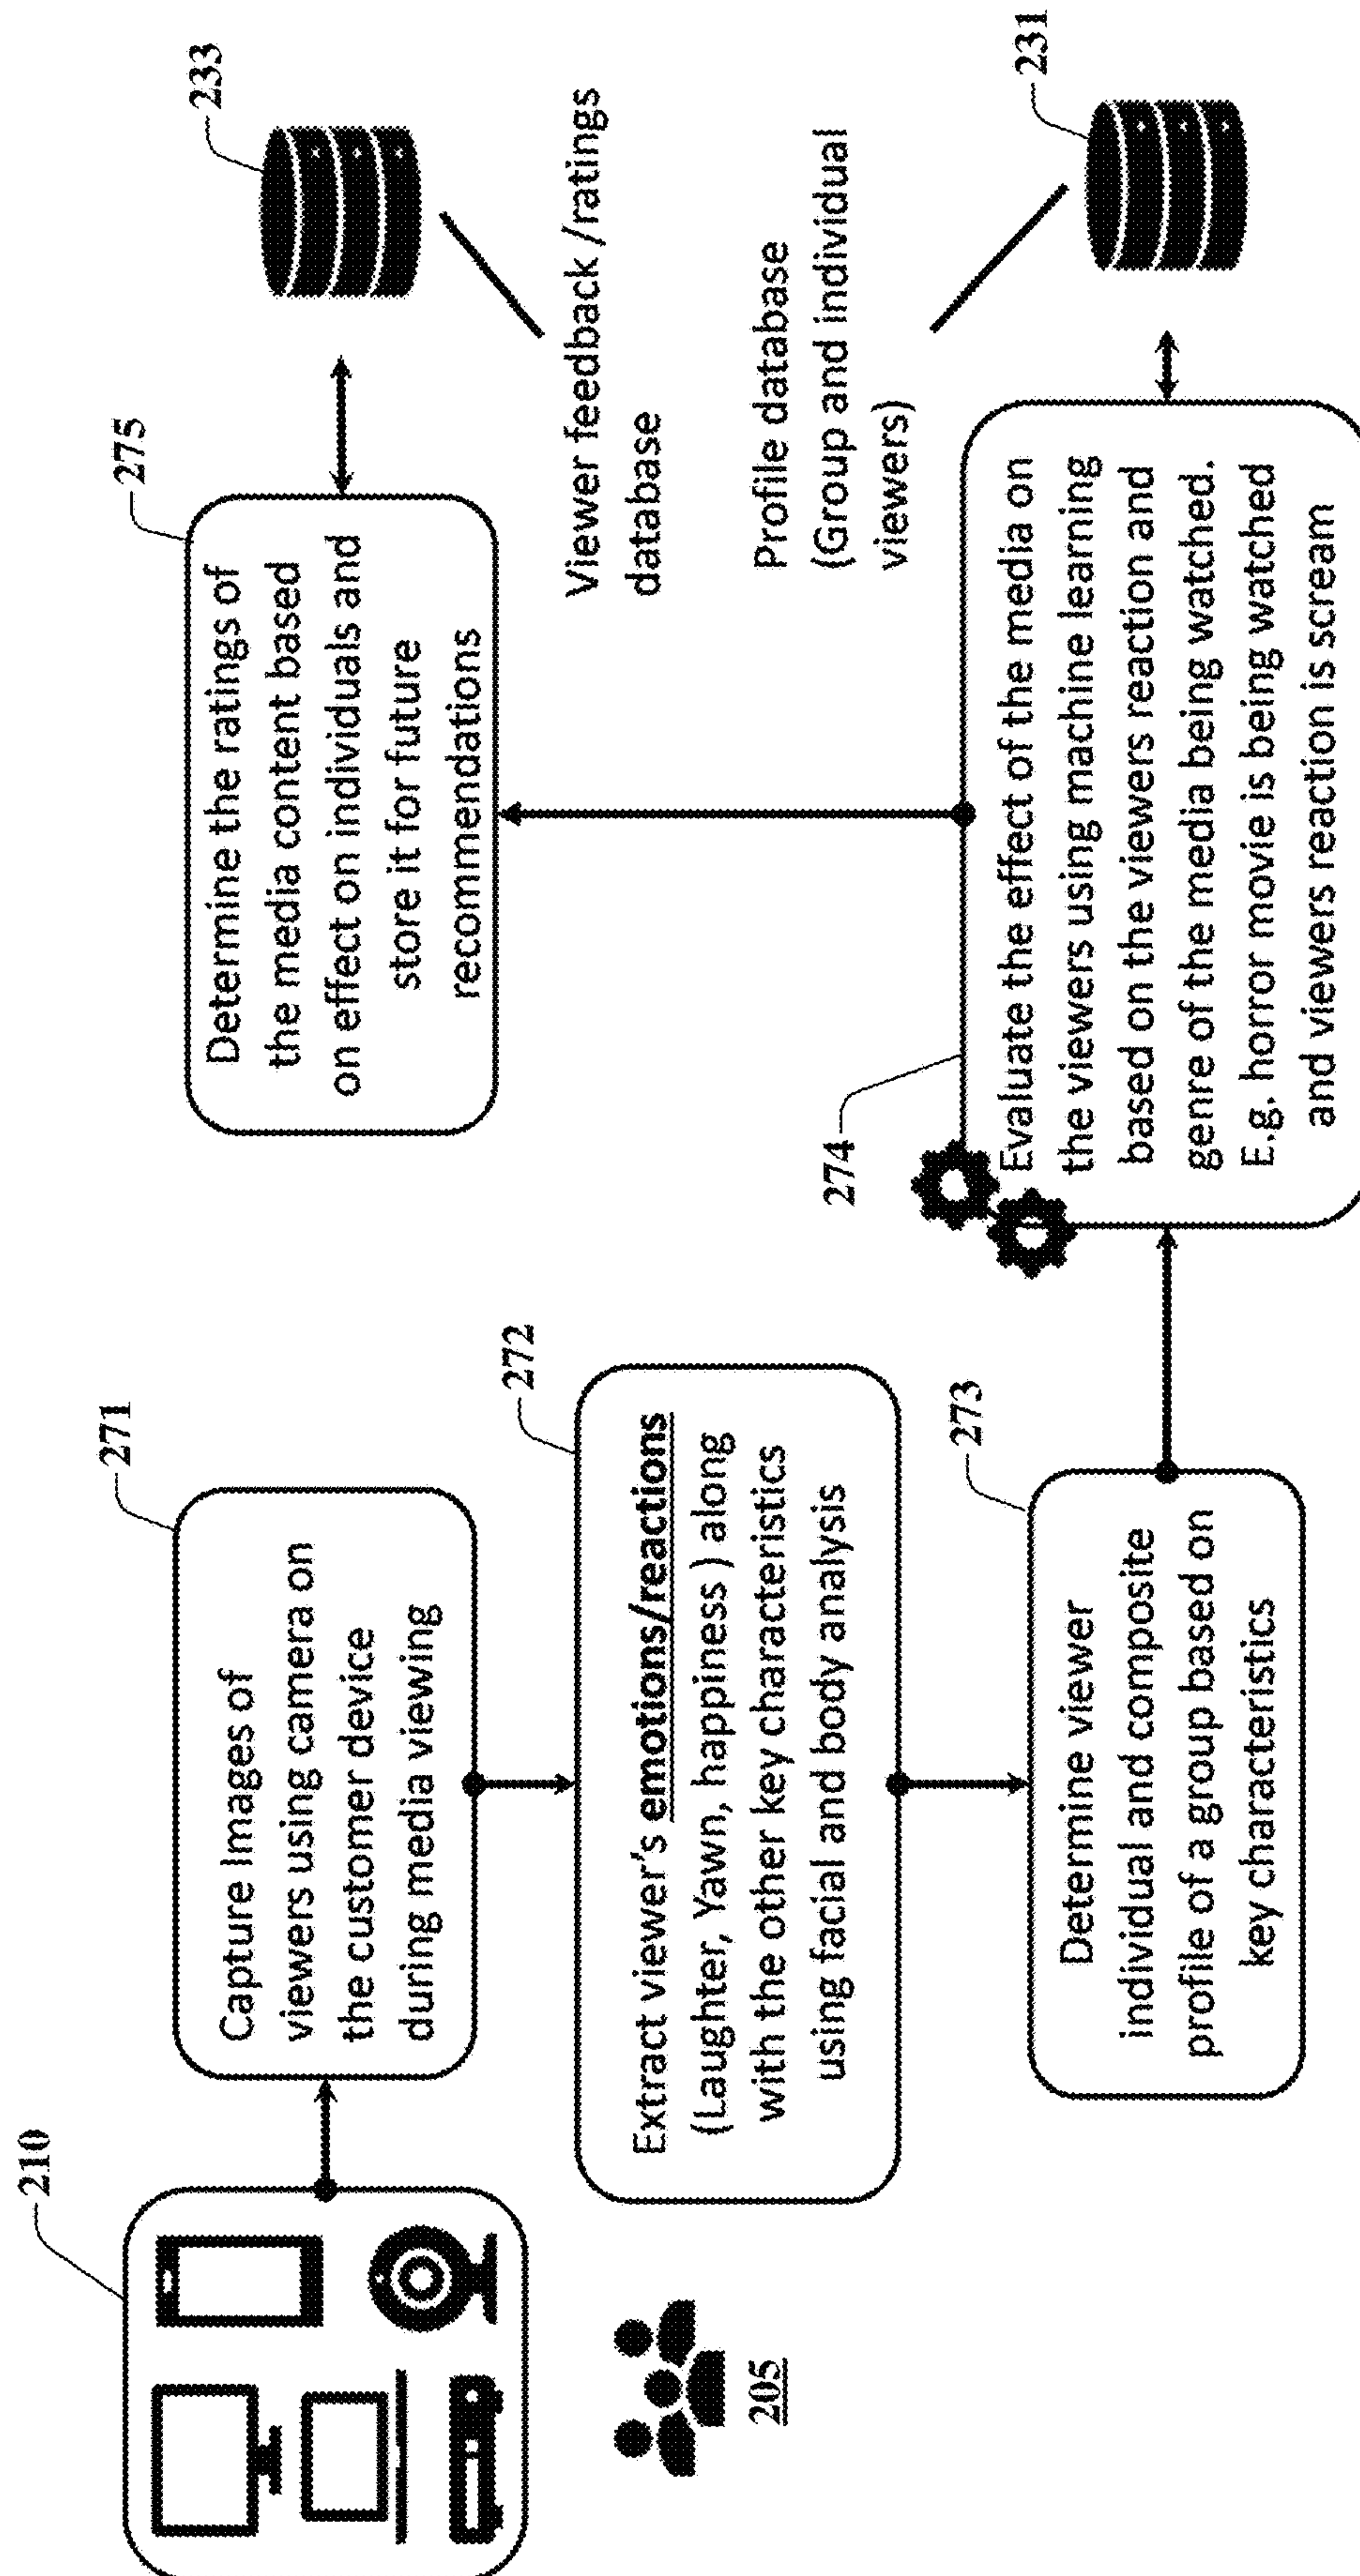 210
205
271
Capture Images of
viewers using camera on
the customer device
during media viewing
272
Extract viewer's emotions/reactions
(Laughter, Yawn, happiness ) along
with the other key characteristics
using facial and body analysis
273
Determine viewer
individual and composite
profile of a group based on
key characteristics
274
Evaluate the effect of the media on
the viewers using machine learning
based on the viewers reaction and
genre of the media being watched.
E.g. horror movie is being watched
and viewers reaction is scream
275
Determine the ratings of
the media content based
on effect on individuals and
store it for future
recommendations
233
Viewer feedback /ratings
database
Profile database
(Group and individual
viewers)
231